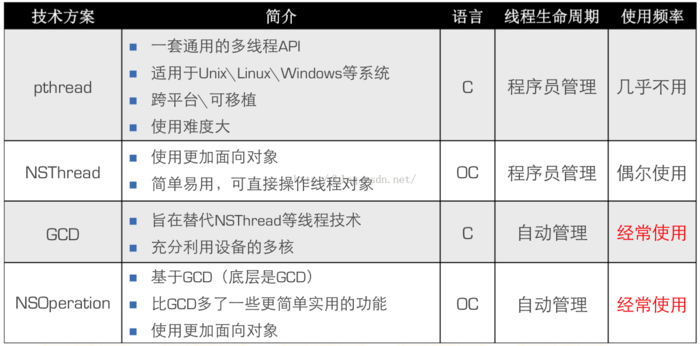 技术方案 简介 语言 线程生命周期 使用频率
pthread
一套通用的多线程API
适用于Unix\Linux\Windows等系统
跨平台\可移植
使用难度大
C
程序员管理
几乎不用
NSThread
使用更加面向对象
简单易用，可直接操作线程对象
OC
程序员管理
偶尔使用
GCD
旨在替代NSThread等线程技术
充分利用设备的多核
C
自动管理
经常使用
NSOperation
基于GCD（底层是GCD）
比GCD多了一些更简单实用的功能
使用更加面向对象
OC
自动管理
经常使用